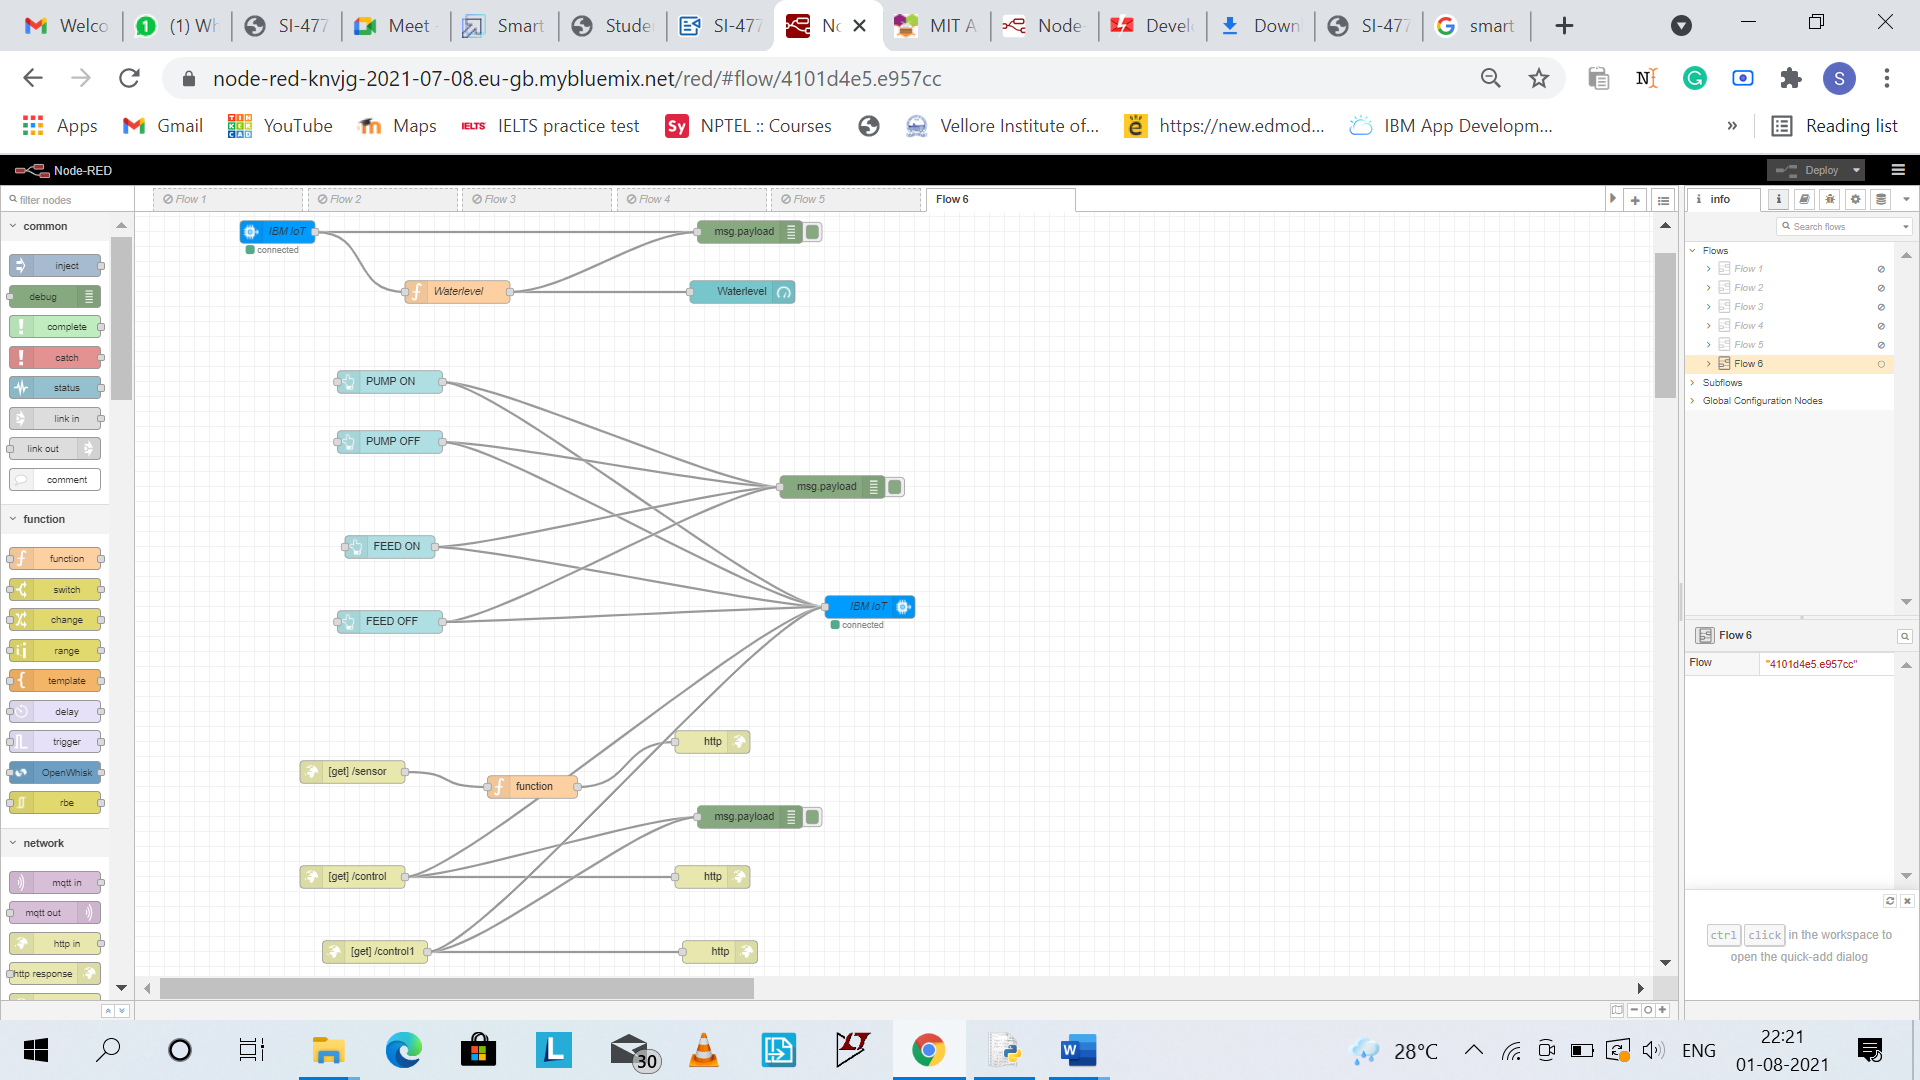 Welco
(1) Wh
SI-477
Meet
Smart
Stude
SI-477
No
MIT A
Node-
Devel
Down
SI-477
smart
node-red-knvjg-2021-07-08.eu-gb.mybluemix.net/red/#flow/4101d4e5.e957cc
S
Apps
Gmail
YouTube
Maps
IELTS
IELTS practice test
Sy
NPTEL :: Courses
Vellore Institute of...
https://new.edmod...
IBM App Developm...
»
Reading list
Node-RED
Deploy
filter nodes
Flow 1
Flow 2
Flow 3
Flow 4
Flow 5
Flow 6
info
Search flows
common
inject
debug
complete
catch
status
link in
link out
comment
function
function
switch
change
range
template
delay
trigger
OpenWhisk
rbe
network
mqtt in
mqtt out
http in
http response
IBM IoT
connected
msg.payload
Waterlevel
Waterlevel
PUMP ON
PUMP OFF
msg.payload
FEED ON
IBM IoT
connected
FEED OFF
http
[get] /sensor
function
msg.payload
[get] /control
http
[get] /control1
http
Flows
Flow 1
Flow 2
Flow 3
Flow 4
Flow 5
Flow 6
Subflows
Global Configuration Nodes
Flow 6
Flow
"4101d4e5.e957cc"
ctrl click in the workspace to
open the quick-add dialog
L
30
W
28°C
ENG
22:21
01-08-2021